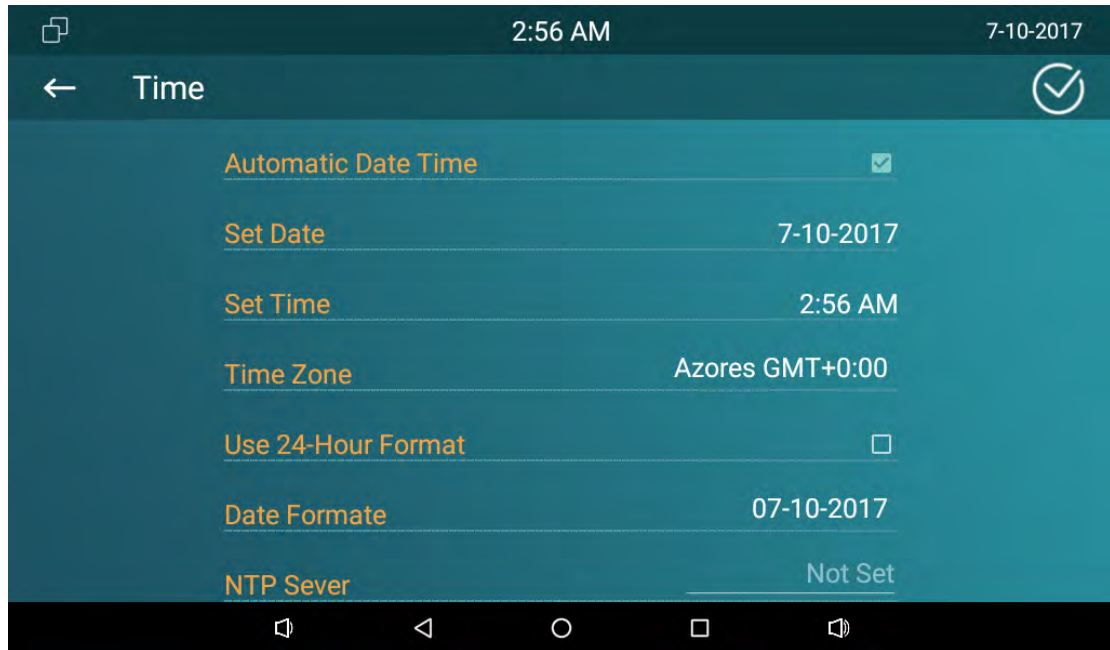 2:56 AM 7-10-2017
Time
Automatic Date Time
Set Date 7-10-2017
Set Time 2:56 AM
Time Zone Azores GMT+0:00
Use 24-Hour Format
Date Formate 07-10-2017
NTP Sever Not Set